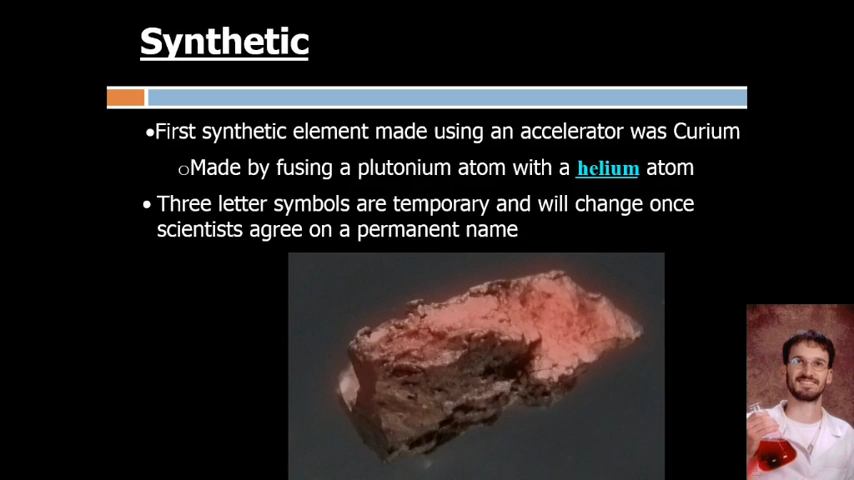 Synthetic
•First synthetic element made using an accelerator was Curium
oMade by fusing a plutonium atom with a helium atom
• Three letter symbols are temporary and will change once
scientists agree on a permanent name